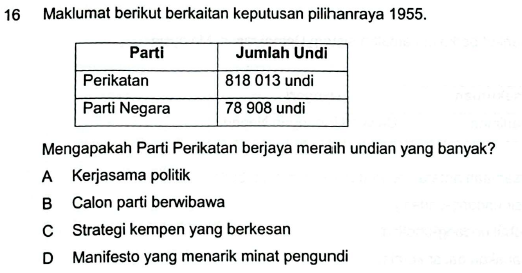 16 Maklumat berikut berkaitan keputusan pilihanraya 1955.
Parti Jumlah Undi
Perikatan 818 013 undi
Parti Negara 78 908 undi
Mengapakah Parti Perikatan berjaya meraih undian yang banyak?
A Kerjasama politik
B Calon parti berwibawa
C Strategi kempen yang berkesan
D Manifesto yang menarik minat pengundi